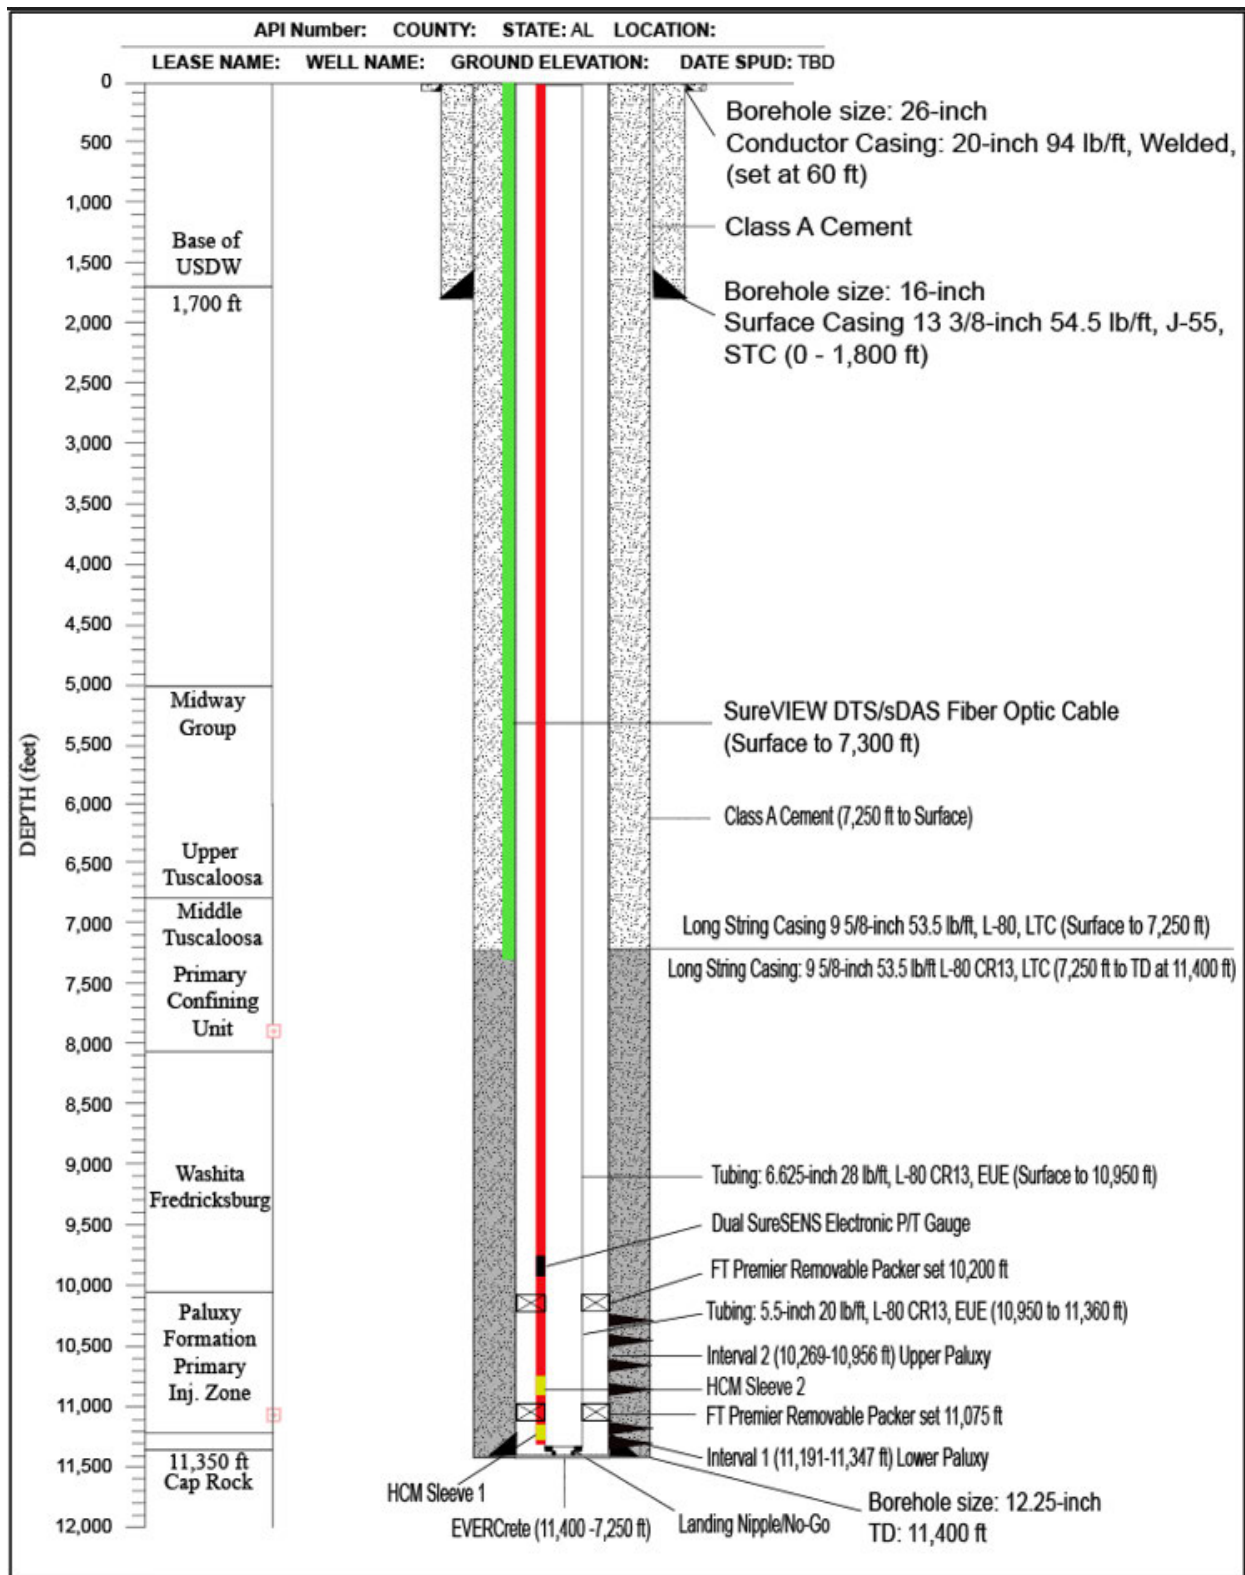 API Number: COUNTY: STATE: AL LOCATION:
LEASE NAME: WELL NAME: GROUND ELEVATION: DATE SPUD: TBD
DEPTH (feet)
0
500
1,000
1,500
2,000
2,500
3,000
3,500
4,000
4,500
5,000
5,500
6,000
6,500
7,000
7,500
8,000
8,500
9,000
9,500
10,000
10,500
11,000
11,500
12,000
Base of
USDW
1,700 ft
Midway
Group
Upper
Tuscaloosa
Middle
Tuscaloosa
Primary
Confining
Unit
Washita
Fredricksburg
Paluxy
Formation
Primary
Inj. Zone
11,350 ft
Cap Rock
Borehole size: 26-inch
Conductor Casing: 20-inch 94 lb/ft, Welded,
(set at 60 ft)
Class A Cement
Borehole size: 16-inch
Surface Casing 13 3/8-inch 54.5 lb/ft, J-55,
STC (0 - 1,800 ft)
SureVIEW DTS/sDAS Fiber Optic Cable
(Surface to 7,300 ft)
Class A Cement (7,250 ft to Surface)
Long String Casing 9 5/8-inch 53.5 lb/ft, L-80, LTC (Surface to 7,250 ft)
Long String Casing: 9 5/8-inch 53.5 lb/ft L-80 CR13, LTC (7,250 ft to TD at 11,400 ft)
Tubing: 6.625-inch 28 lb/ft, L-80 CR13, EUE (Surface to 10,950 ft)
Dual SureSENS Electronic P/T Gauge
FT Premier Removable Packer set 10,200 ft
Tubing: 5.5-inch 20 lb/ft, L-80 CR13, EUE (10,950 to 11,360 ft)
Interval 2 (10,269-10,956 ft) Upper Paluxy
HCM Sleeve 2
FT Premier Removable Packer set 11,075 ft
Interval 1 (11,191-11,347 ft) Lower Paluxy
HCM Sleeve 1
EVERCrete (11,400 -7,250 ft)
Landing Nipple/No-Go
Borehole size: 12.25-inch
TD: 11,400 ft